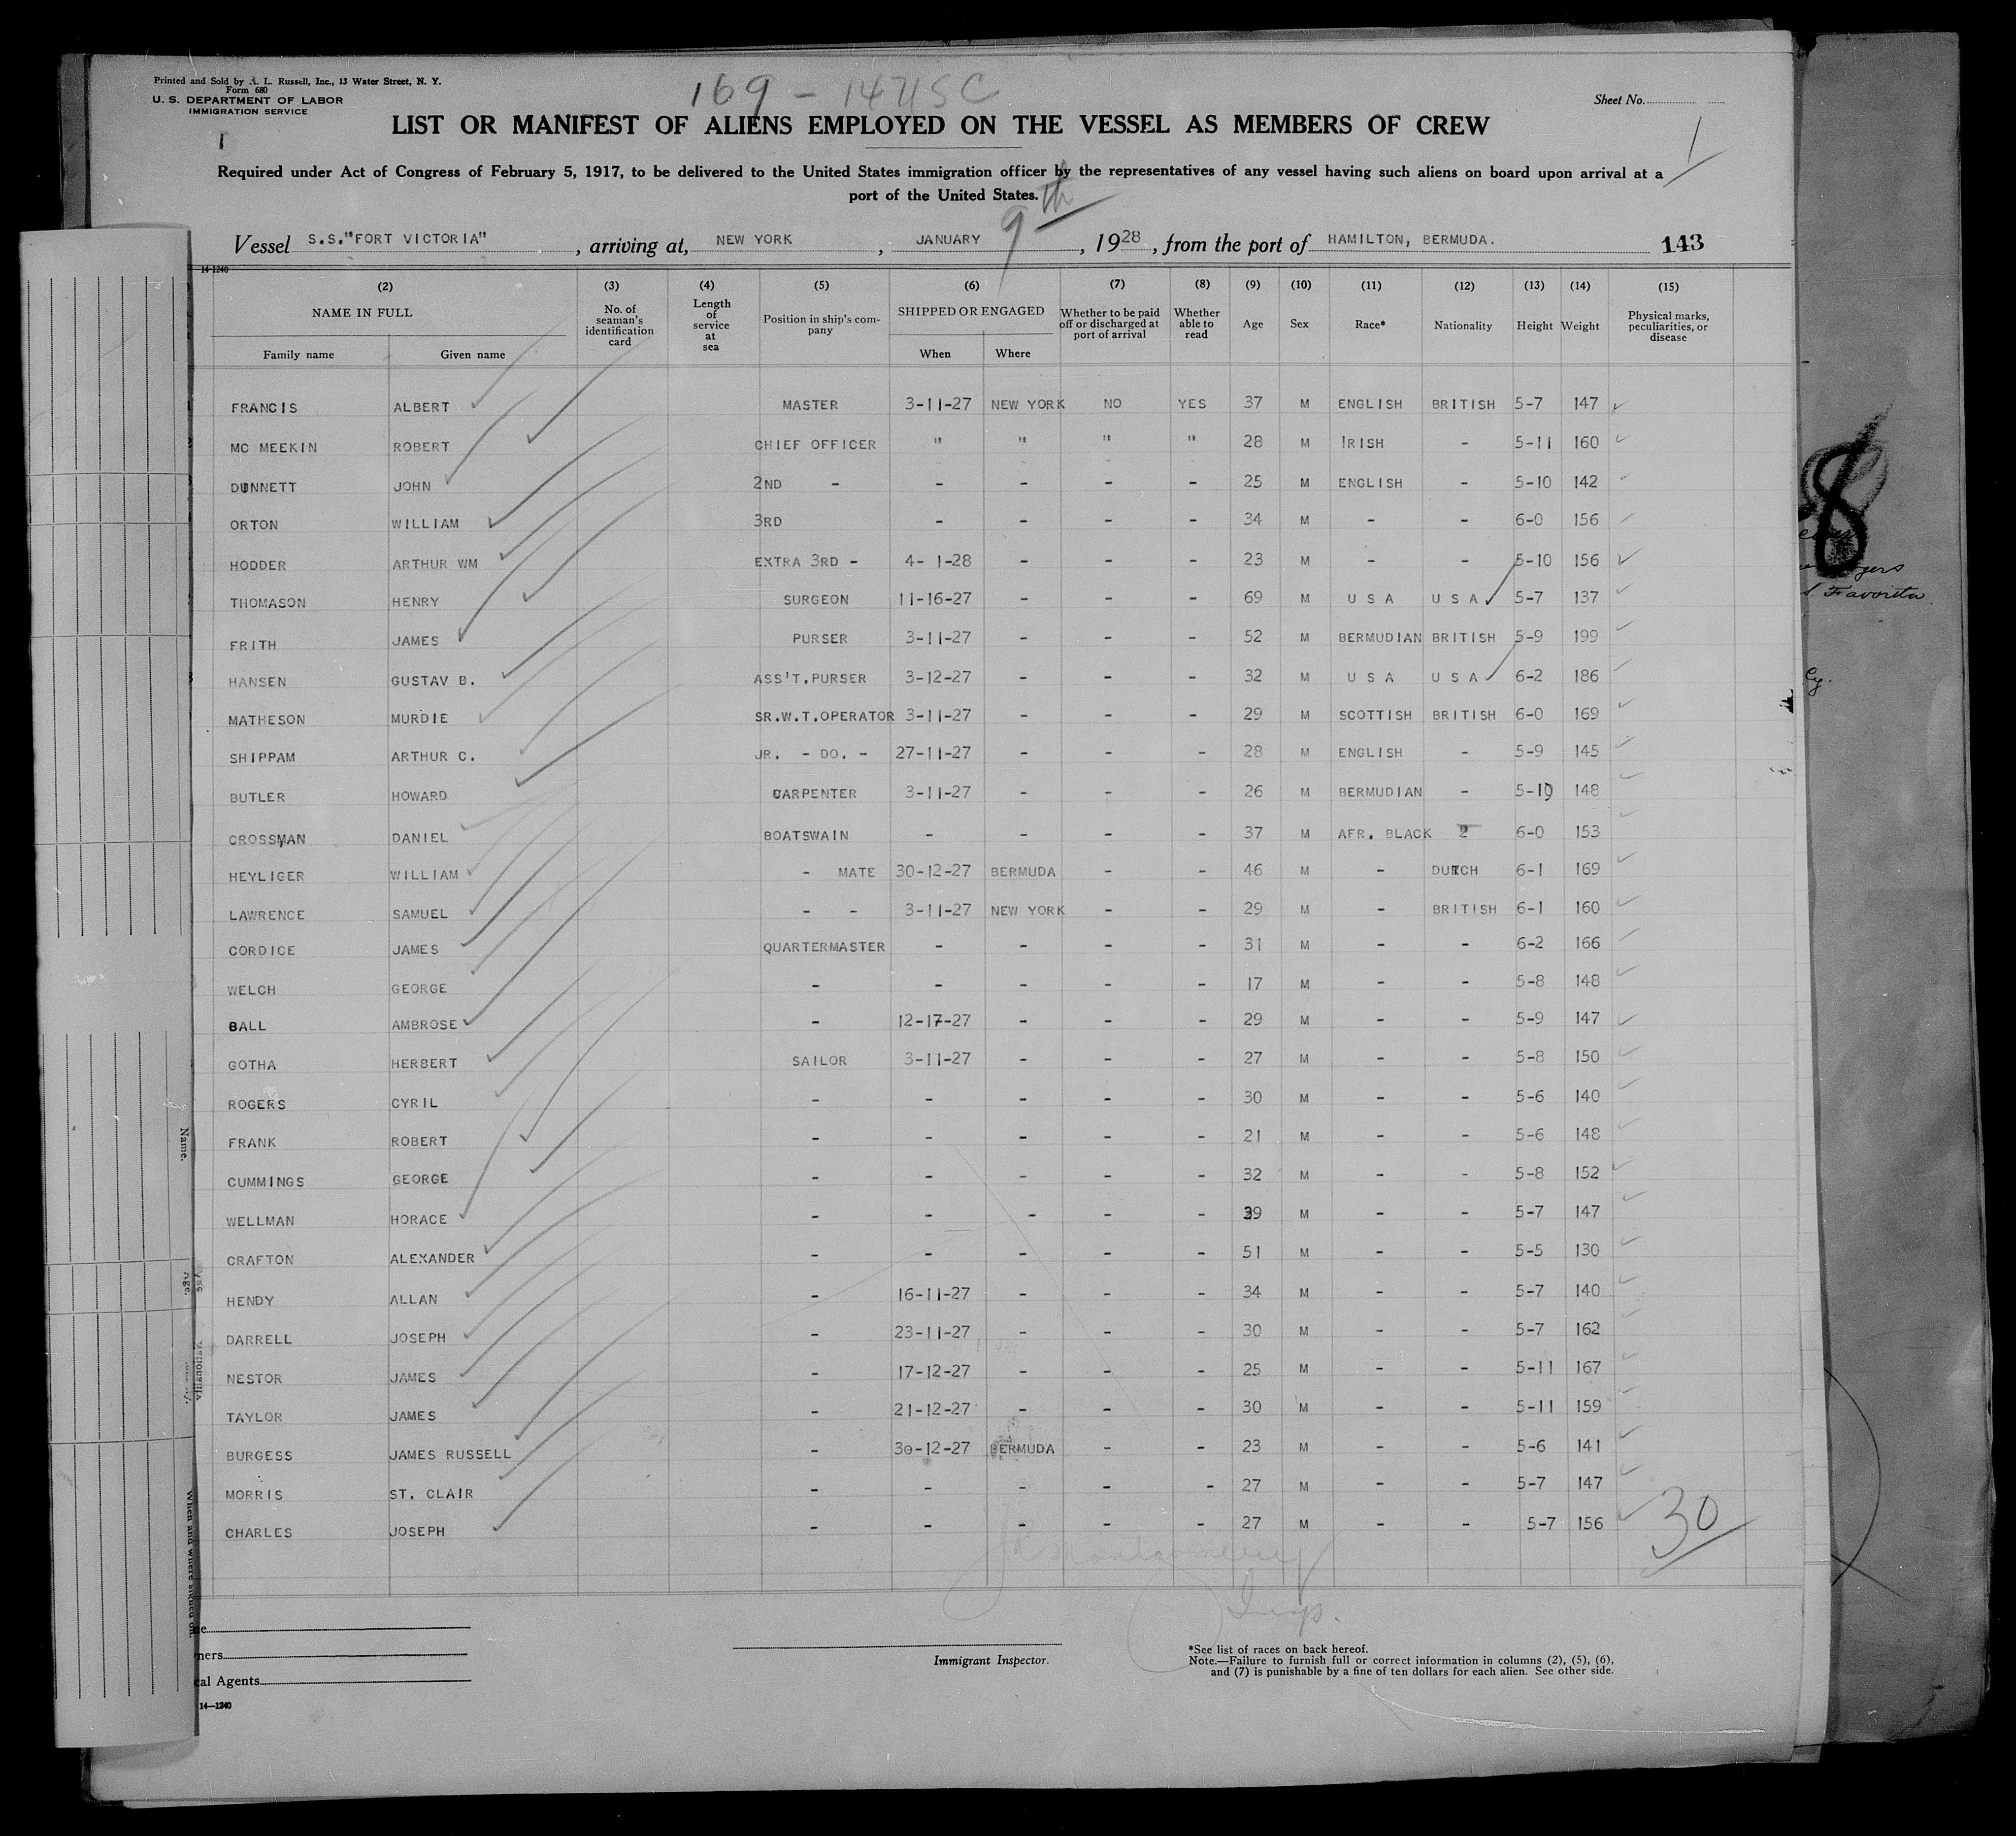 Printed and Sold by A. L. Russell, Inc., 13 Water Street, N. Y.
Form 680
U. S. DEPARTMENT OF LABOR
IMMIGRATION SERVICE
169 - 14 USC
Sheet No.
1
LIST OR MANIFEST OF ALIENS EMPLOYED ON THE VESSEL AS MEMBERS OF CREW
Required under Act of Congress of February 5, 1917, to be delivered to the United States immigration officer by the representatives of any vessel having such aliens on board upon arrival at a
port of the United States.
Vessel S.S."FORT VICTORIA", arriving at, NEW YORK, JANUARY 9th, 1928, from the port of HAMILTON, BERMUDA. 143
14-1240
(2) (3) (4) (5) (6) (7) (8) (9) (10) (11) (12) (13) (14) (15)
NAME IN FULL No. of seaman's identification card Length of service at sea Position in ship's company SHIPPED OR ENGAGED Whether to be paid off or discharged at port of arrival Whether able to read Age Sex Race* Nationality Height Weight Physical marks, peculiarities, or disease
Family name Given name When Where
FRANCIS ALBERT MASTER 3-11-27 NEW YORK NO YES 37 M ENGLISH BRITISH 5-7 147
MC MEEKIN ROBERT CHIEF OFFICER " " " " 28 M IRISH - 5-11 160
DUNNETT JOHN 2ND - - - - - 25 M ENGLISH - 5-10 142
ORTON WILLIAM 3RD - - - - 34 M - - 6-0 156
HODDER ARTHUR WM EXTRA 3RD - 4- 1-28 - - - 23 M - - 5-10 156
THOMASON HENRY SURGEON 11-16-27 - - - 69 M U S A U S A 5-7 137
FRITH JAMES PURSER 3-11-27 - - - 52 M BERMUDIAN BRITISH 5-9 199
HANSEN GUSTAV B. ASS'T.PURSER 3-12-27 - - - 32 M U S A U S A 6-2 186
MATHESON MURDIE SR.W.T.OPERATOR 3-11-27 - - - 29 M SCOTTISH BRITISH 6-0 169
SHIPPAM ARTHUR C. JR. - DO. - 27-11-27 - - - 28 M ENGLISH - 5-9 145
BUTLER HOWARD CARPENTER 3-11-27 - - - 26 M BERMUDIAN - 5-10 148
CROSSMAN DANIEL BOATSWAIN - - - - 37 M AFR. BLACK 6-0 153
HEYLIGER WILLIAM - MATE 30-12-27 BERMUDA - - 46 M - DUTCH 6-1 169
LAWRENCE SAMUEL - - 3-11-27 NEW YORK - - 29 M - BRITISH 6-1 160
CORDICE JAMES QUARTERMASTER - - - - 31 M - - 6-2 166
WELCH GEORGE - - - - - 17 M - - 5-8 148
BALL AMBROSE - 12-17-27 - - - 29 M - - 5-9 147
GOTHA HERBERT SAILOR 3-11-27 - - - 27 M - - 5-8 150
ROGERS CYRIL - - - - - 30 M - - 5-6 140
FRANK ROBERT - - - - - 21 M - - 5-6 148
CUMMINGS GEORGE - - - - - 32 M - - 5-8 152
WELLMAN HORACE - - - - - 39 M - - 5-7 147
CRAFTON ALEXANDER - - - - - 51 M - - 5-5 130
HENDY ALLAN - 16-11-27 - - - 34 M - - 5-7 140
DARRELL JOSEPH - 23-11-27 - - - 30 M - - 5-7 162
NESTOR JAMES - 17-12-27 - - - 25 M - - 5-11 167
TAYLOR JAMES - 21-12-27 - - - 30 M - - 5-11 159
BURGESS JAMES RUSSELL - 30-12-27 BERMUDA - - 23 M - - 5-6 141
MORRIS ST. CLAIR - - - - - 27 M - - 5-7 147
CHARLES JOSEPH - - - - - 27 M - - 5-7 156
30
Insp.
Immigrant Inspector.
*See list of races on back hereof.
Note.—Failure to furnish full or correct information in columns (2), (5), (6),
and (7) is punishable by a fine of ten dollars for each alien. See other side.
Agents
14—1240
Name.
Age.
When and where signed on.
8
Favorita